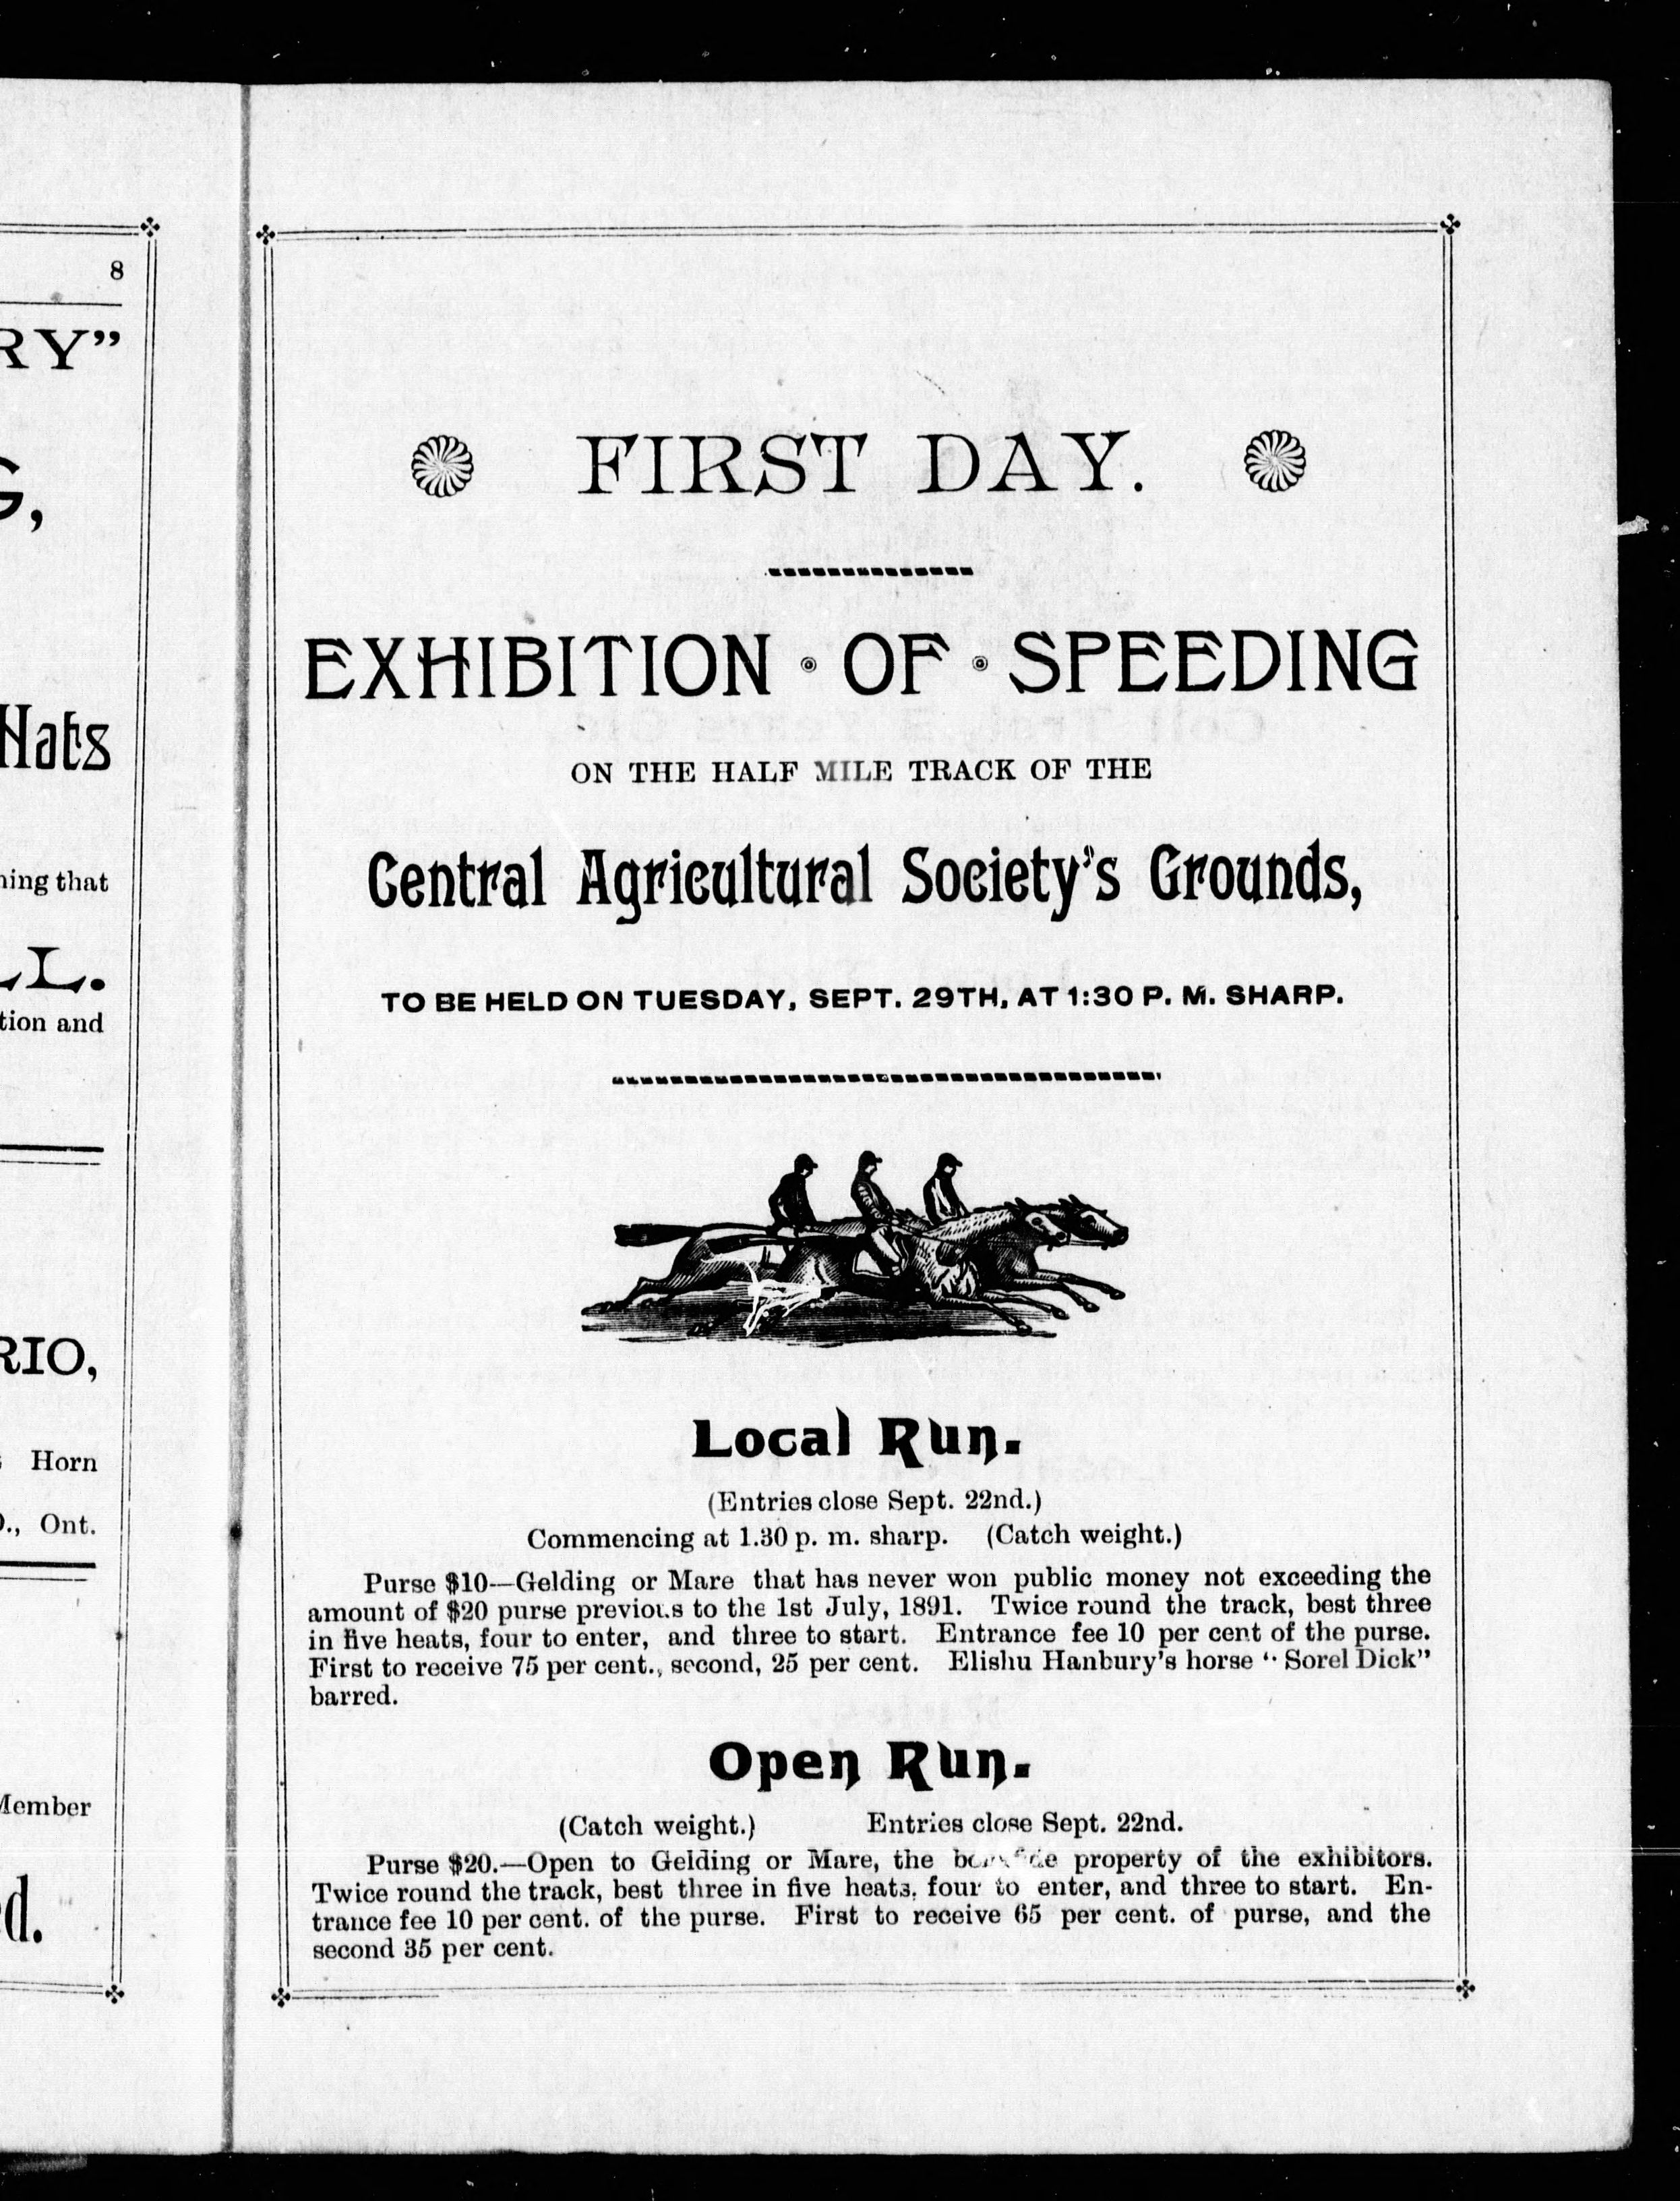 8
RY”
G,
Hats
ning that
LL.
tion and
RIO,
Horn
Ont.
Member
d.
FIRST DAY.
EXHIBITION OF SPEEDING
ON THE HALF MILE TRACK OF THE
Central Agricultural Society’s Grounds,
TO BE HELD ON TUESDAY, SEPT. 29TH, AT 1:30 P. M. SHARP.
Local Run.
(Entries close Sept. 22nd.)
Commencing at 1.30 p. m. sharp. (Catch weight.)
Purse $10—Gelding or Mare that has never won public money not exceeding the
amount of $20 purse previous to the 1st July, 1891. Twice round the track, best three
in five heats, four to enter, and three to start. Entrance fee 10 per cent of the purse.
First to receive 75 per cent., second, 25 per cent. Elishu Hanbury’s horse “ Sorel Dick”
barred.
Open Run.
(Catch weight.) Entries close Sept. 22nd.
Purse $20.—Open to Gelding or Mare, the property of the exhibitors.
Twice round the track, best three in five heats, four to enter, and three to start. En-
trance fee 10 per cent. of the purse. First to receive 65 per cent. of purse, and the
second 35 per cent.